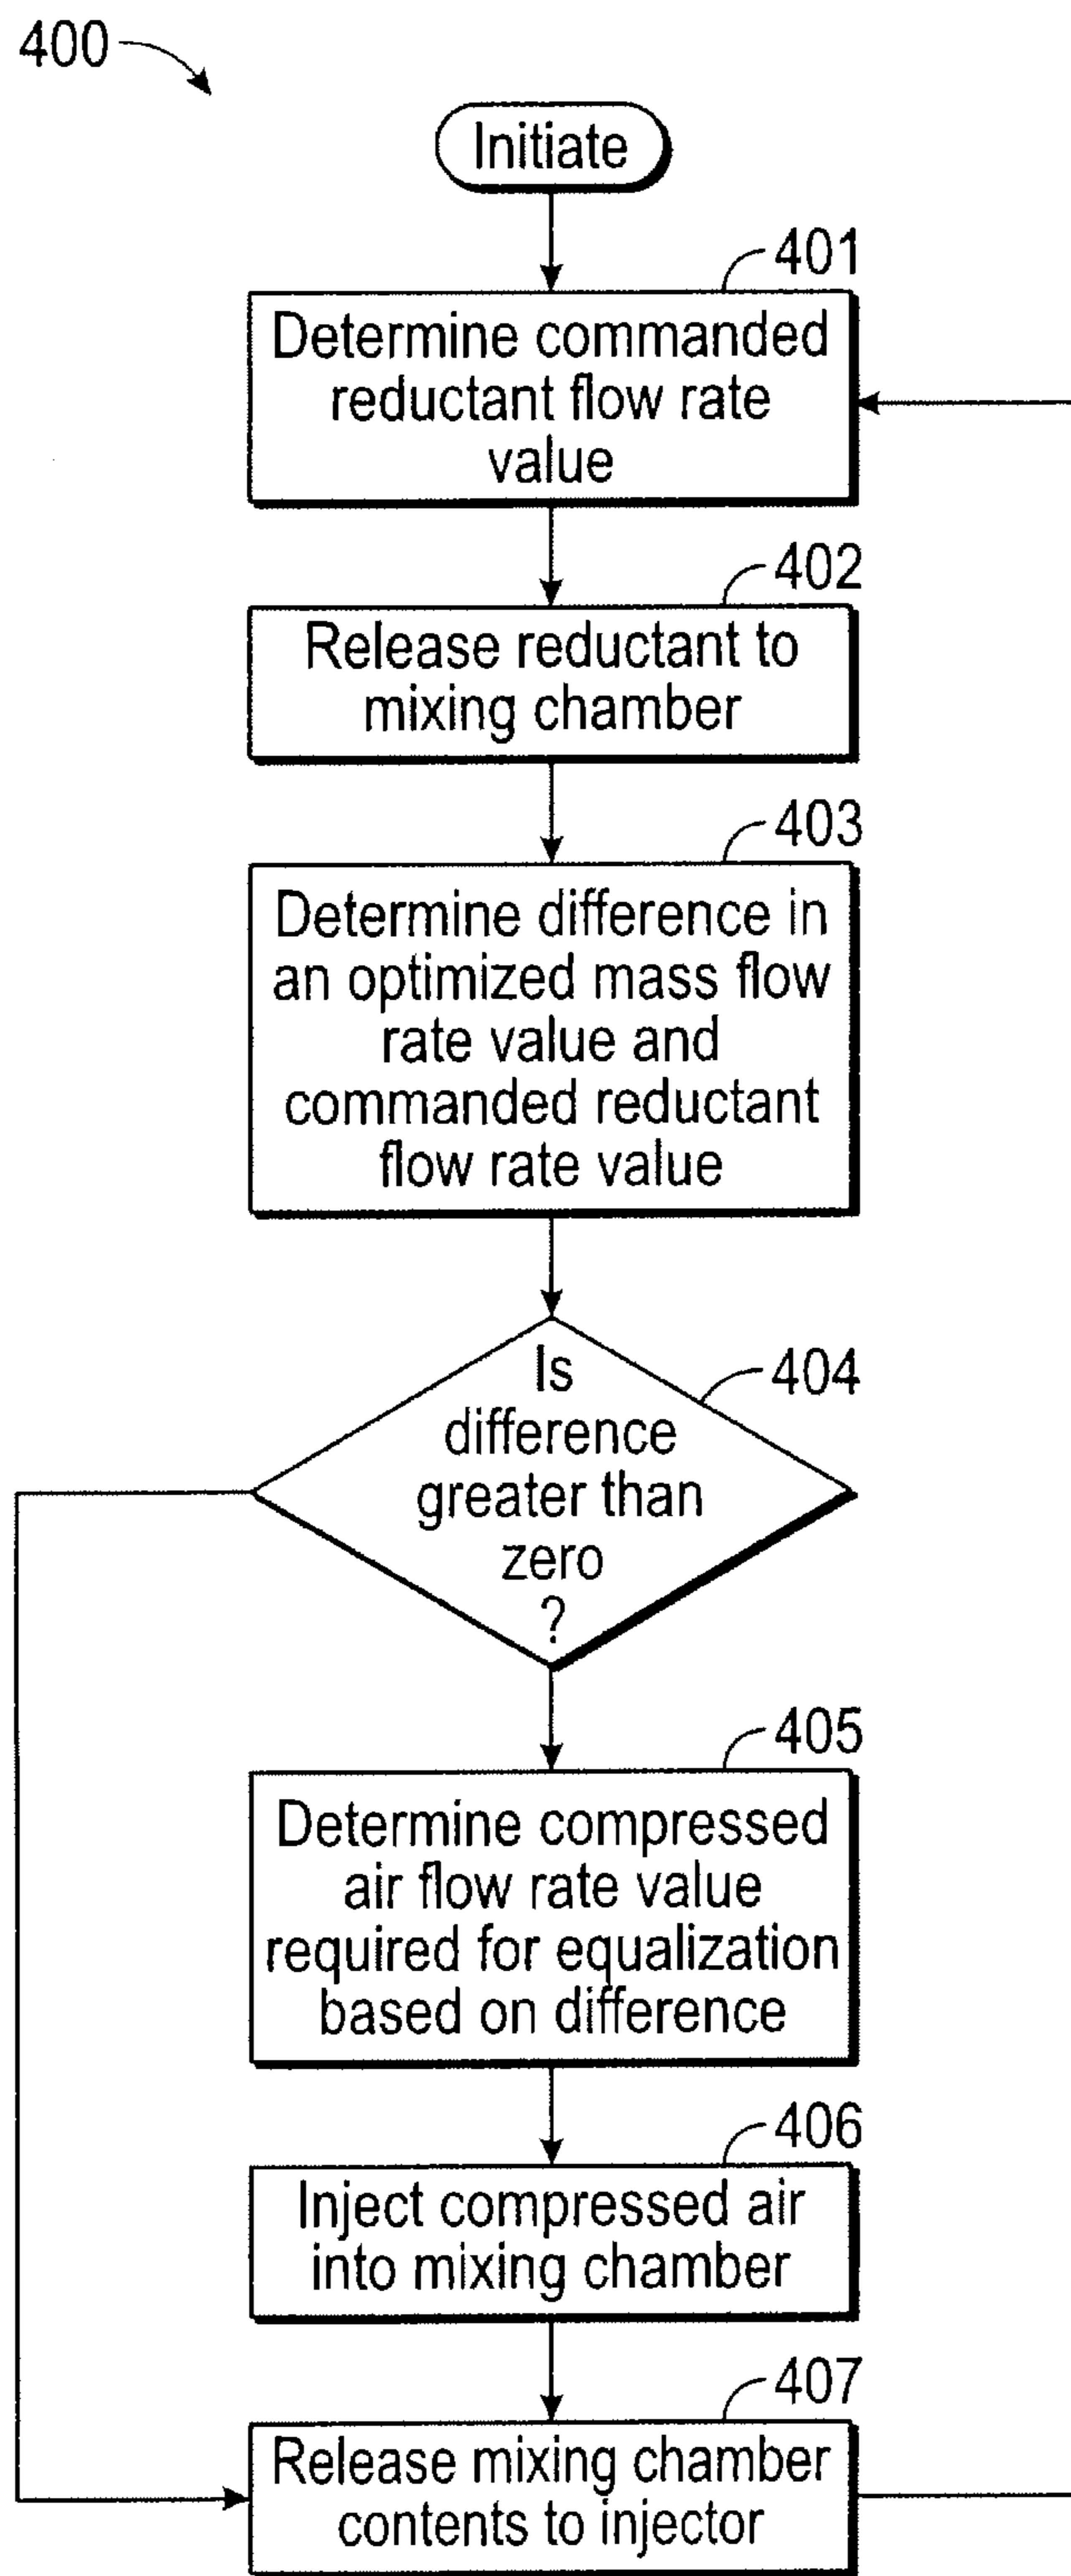 400
Initiate
401
Determine commanded
reductant flow rate
value
402
Release reductant to
mixing chamber
403
Determine difference in
an optimized mass flow
rate value and
commanded reductant
flow rate value
404
Is
difference
greater than
zero
?
405
Determine compressed
air flow rate value
required for equalization
based on difference
406
Inject compressed air
into mixing chamber
407
Release mixing chamber
contents to injector